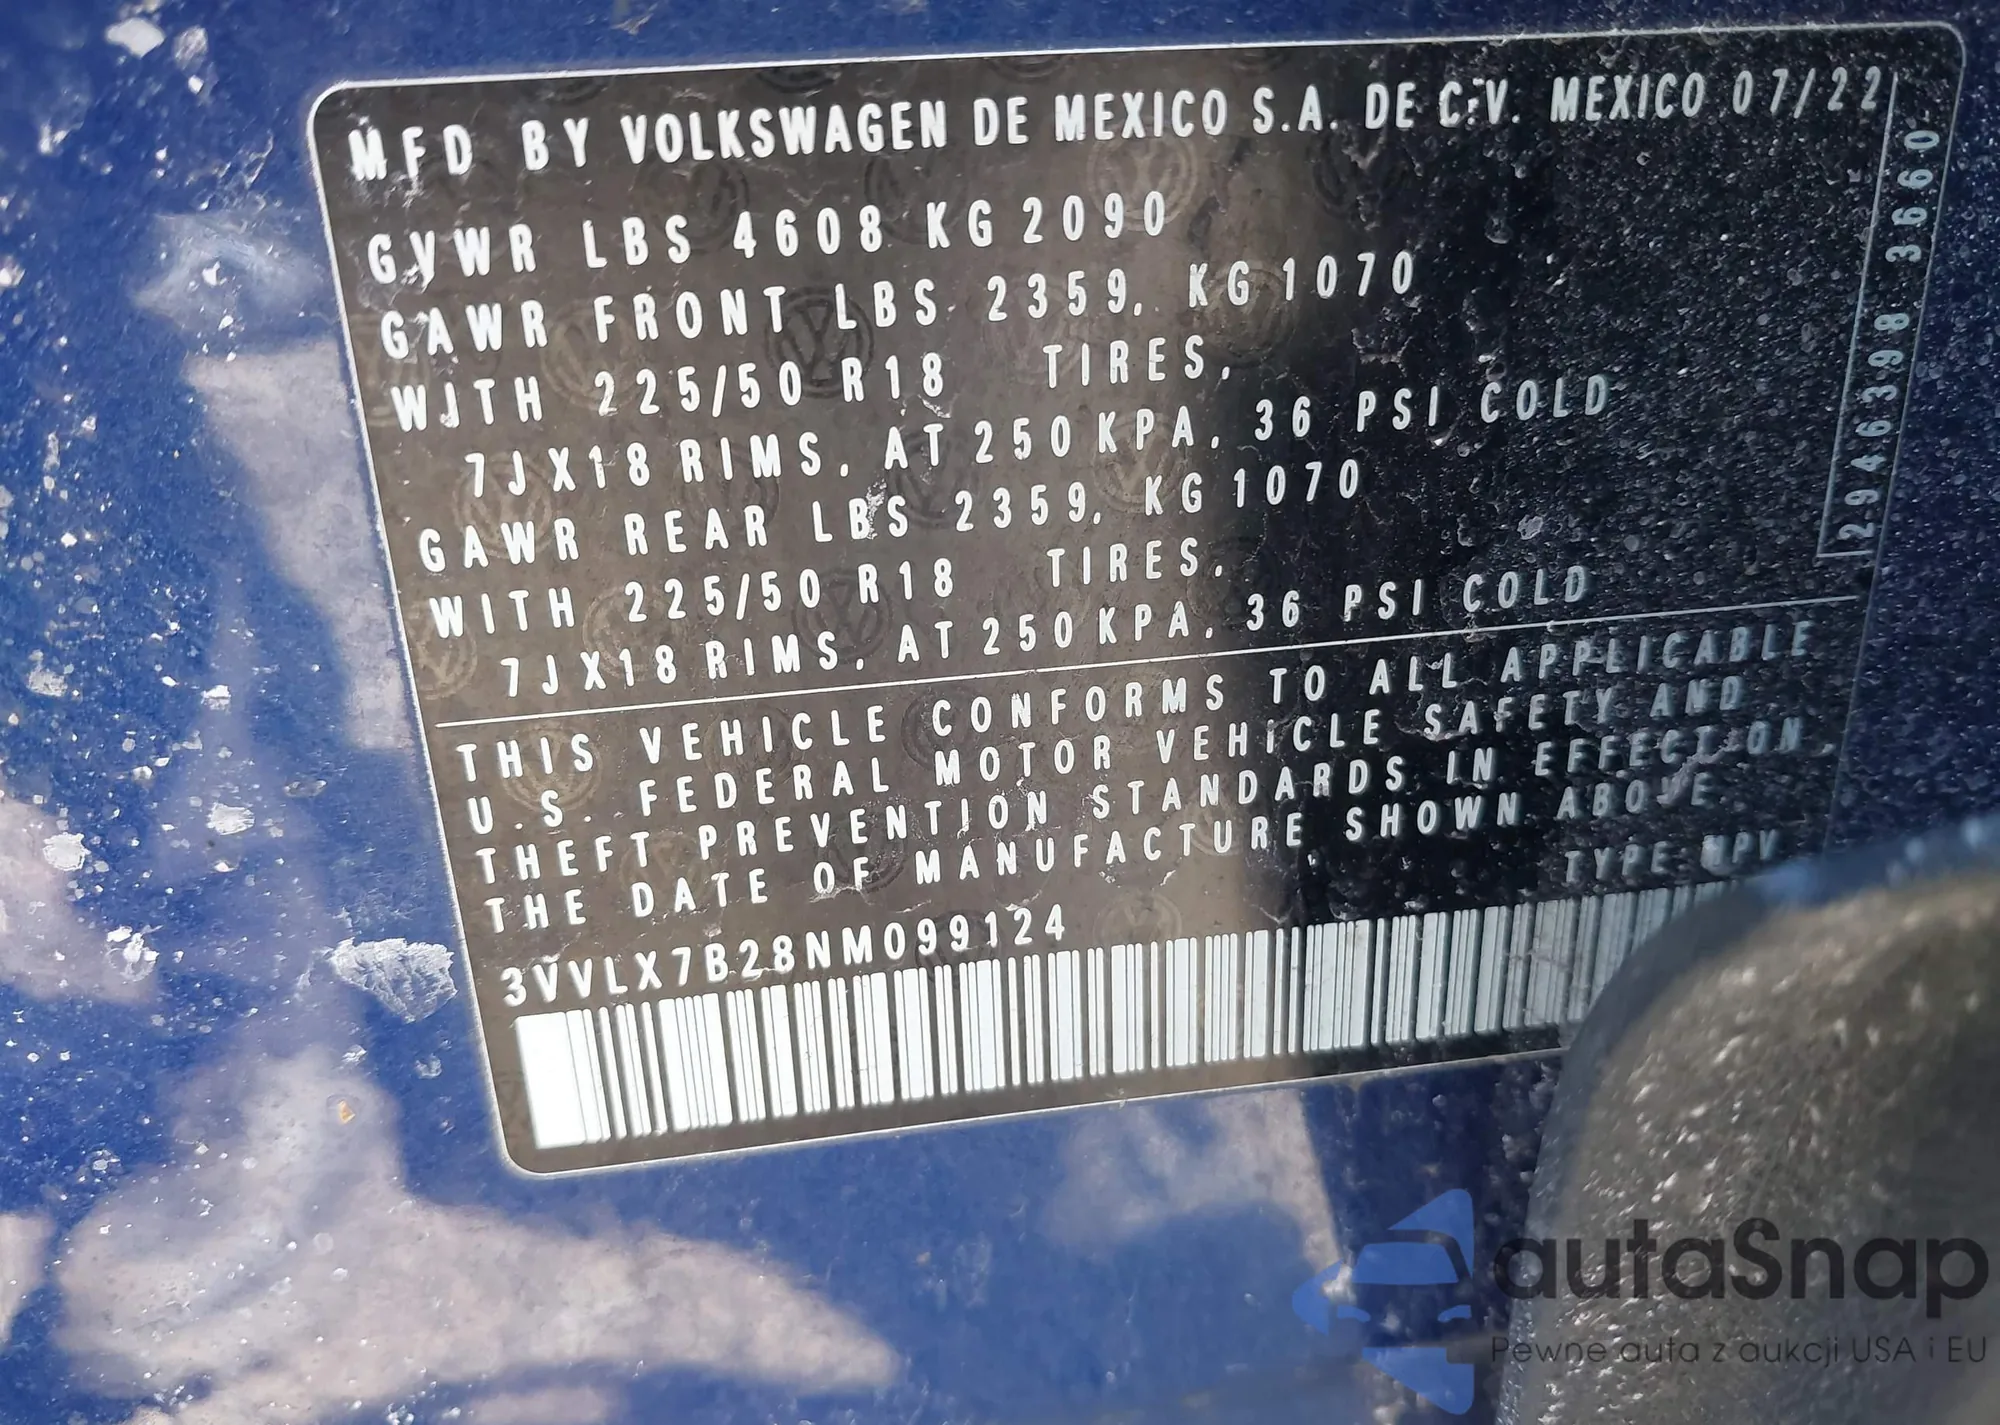 MFD BY VOLKSWAGEN DE MEXICO S.A. DE C.V. MEXICO 07/22
GVWR LBS 4608 KG 2090
GAWR FRONT LBS 2359, KG 1070
WITH 225/50 R18 TIRES,
7JX18 RIMS, AT 250 KPA, 36 PSI COLD
GAWR REAR LBS 2359, KG 1070
WITH 225/50 R18 TIRES,
7JX18 RIMS, AT 250 KPA, 36 PSI COLD
2946398 3660
THIS VEHICLE CONFORMS TO ALL APPLICABLE
U.S. FEDERAL MOTOR VEHICLE SAFETY AND
THEFT PREVENTION STANDARDS IN EFFECT ON
THE DATE OF MANUFACTURE SHOWN ABOVE
TYPE MPV
3VVLX7B28NM099124
autaSnap
Pewne auta z aukcji USA i EU